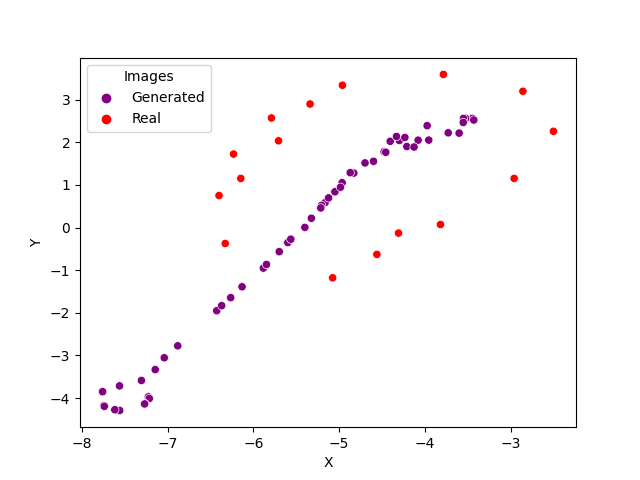 Images
Generated
Real
3
2
1
0
−1
−2
−3
−4
Y
−8 −7 −6 −5 −4 −3
X